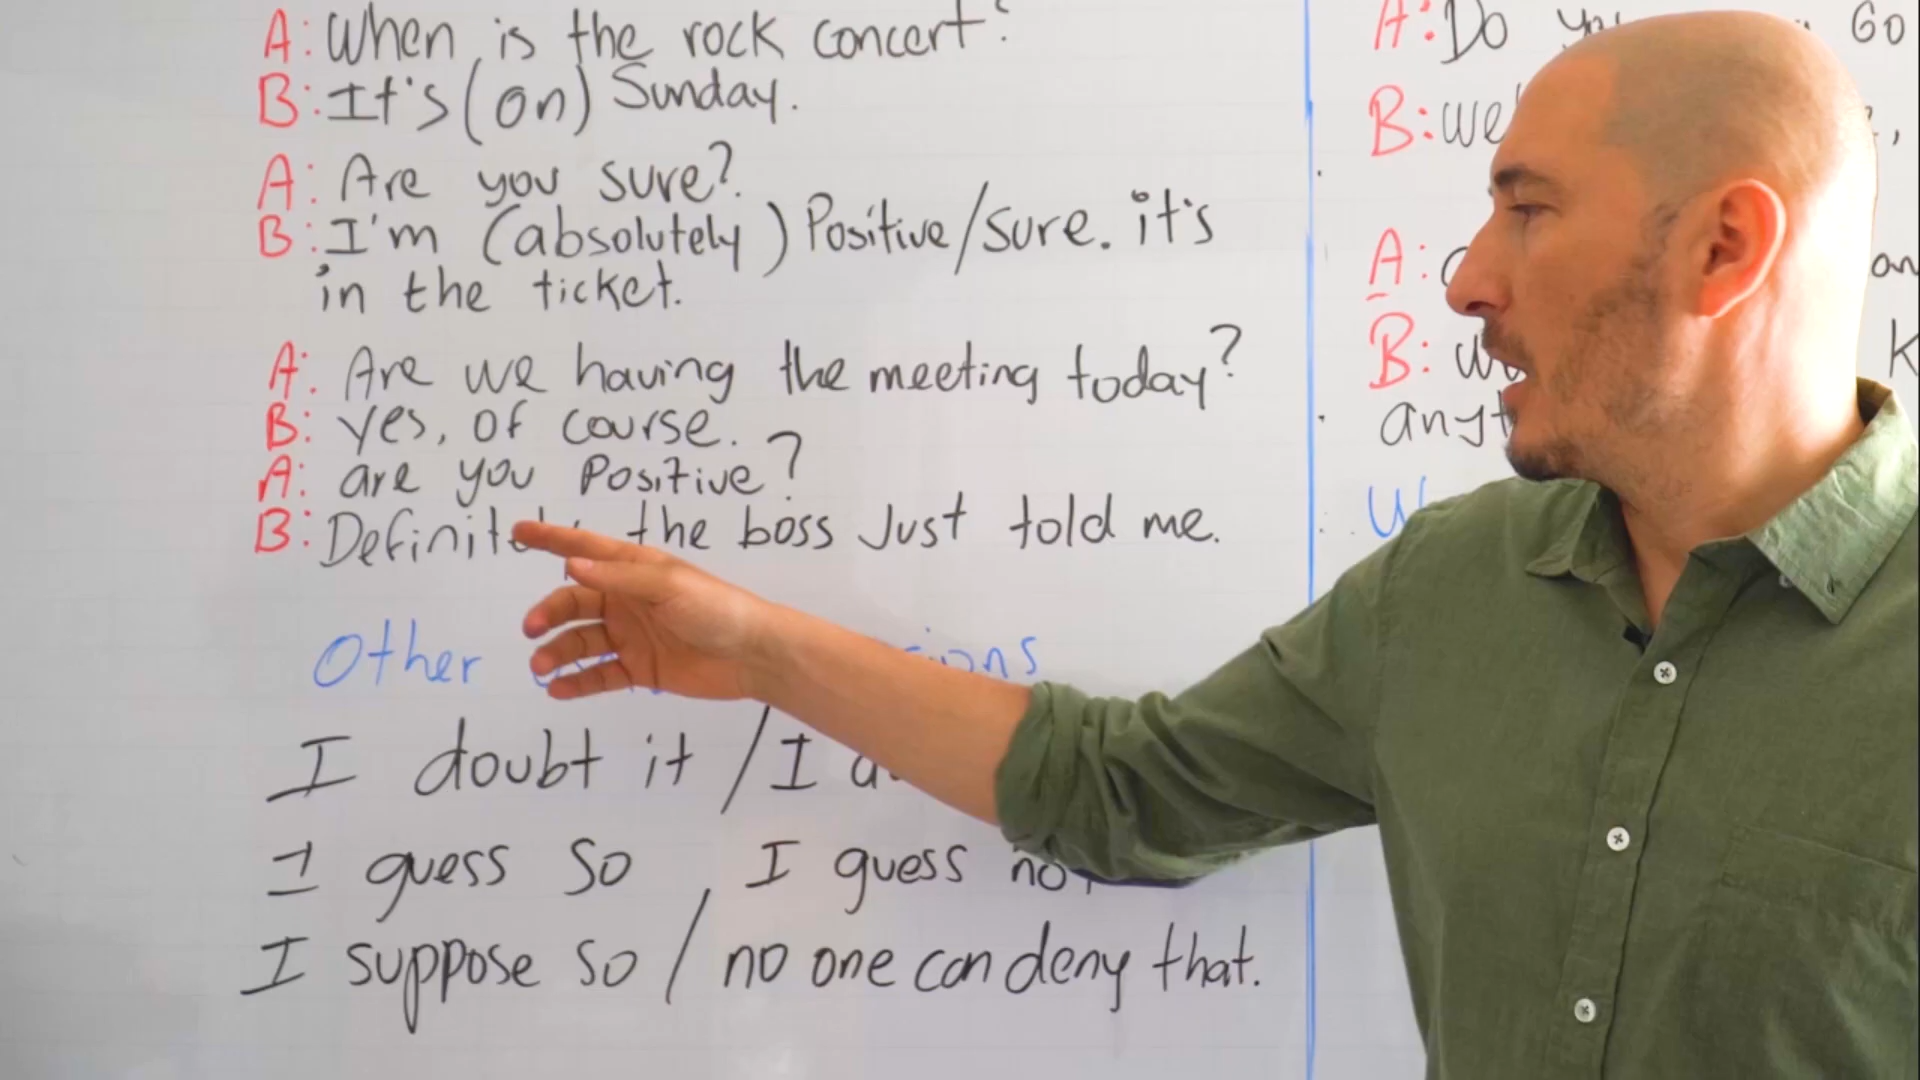 A: When is the rock concert?
B: It's (on) Sunday.
A: Are you sure?
B: I'm (absolutely) Positive/sure. it's
in the ticket.
A: Are we having the meeting today?
B: yes, of course.
A: are you Positive?
B: the boss Just told me.
Other
I doubt it / I
I guess so I guess
I suppose so / no one can deny that.
A: Do GO
B:
A:
B: